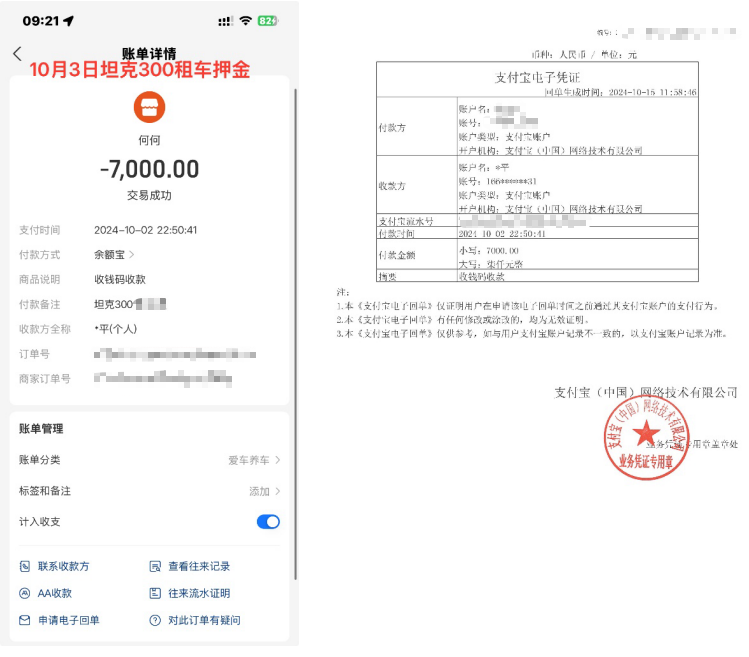 09:21
82
账单详情
10月3日坦克300租车押金
何何
-7,000.00
交易成功
支付时间 2024-10-02 22:50:41
付款方式 余额宝
商品说明 收钱码收款
付款备注 坦克300*
收款方全称 *平(个人)
订单号
商家订单号
账单管理
账单分类 爱车养车
标签和备注 添加
计入收支
联系收款方 查看往来记录
AA收款 往来流水证明
申请电子回单 对此订单有疑问
编号:
币种:人民币 / 单位:元
支付宝电子凭证
回单生成时间:2024-10-15 11:58:46
付款方
账户名:
账号:
账户类型:支付宝账户
开户机构:支付宝(中国)网络技术有限公司
收款方
账户名:*平
账号:166******31
账户类型:支付宝账户
开户机构:支付宝(中国)网络技术有限公司
支付宝流水号
付款时间 2024-10-02 22:50:41
付款金额
小写:7000.00
大写:柒仟元整
摘要 收钱码收款
注:
1.本《支付宝电子回单》仅证明用户在申请该电子回单时间之前通过其支付宝账户的支付行为。
2.本《支付宝电子回单》有任何修改或涂改的,均为无效证明。
3.本《支付宝电子回单》仅供参考,如与用户支付宝账户记录不一致的,以支付宝账户记录为准。
支付宝(中国)网络技术有限公司
支付宝(中国)网络技术有限公司
业务凭证专用章盖章处
业务凭证专用章